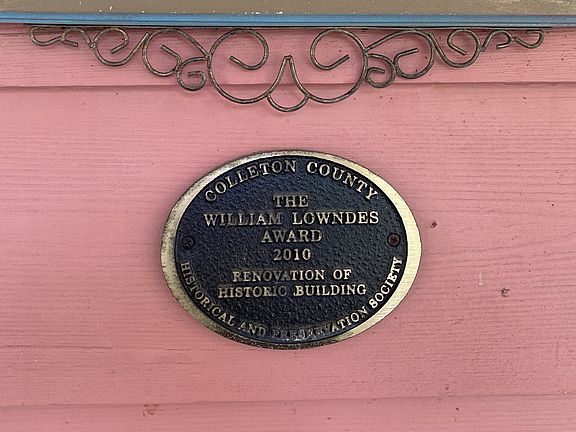 COLLETON COUNTY
THE
WILLIAM LOWNDES
AWARD
2010
RENOVATION OF
HISTORIC BUILDING
HISTORICAL AND PRESERVATION SOCIETY